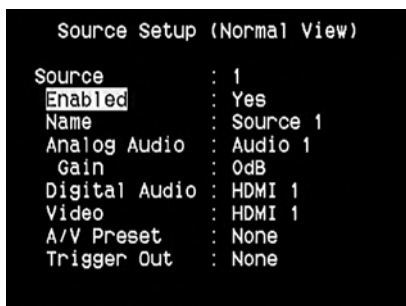 Source Setup (Normal View)
Source : 1
Enabled : Yes
Name : Source 1
Analog Audio : Audio 1
Gain : 0dB
Digital Audio : HDMI 1
Video : HDMI 1
A/V Preset : None
Trigger Out : None